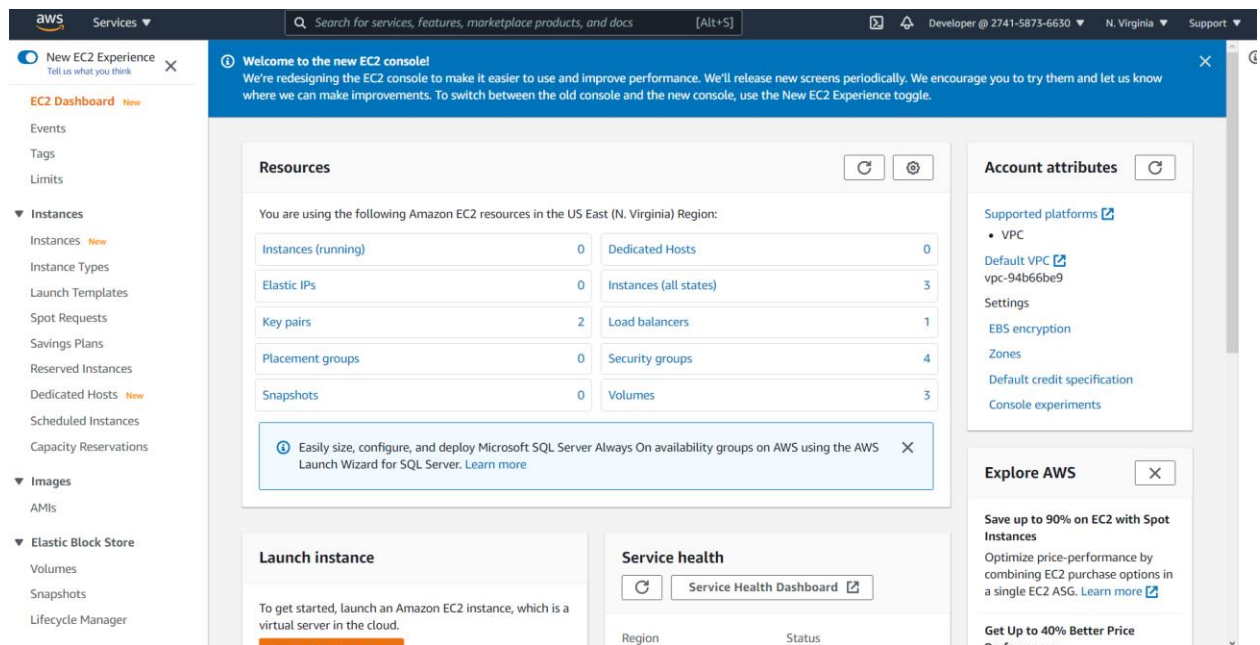 aws
Services ▼
Search for services, features, marketplace products, and docs [Alt+S]
Developer @ 2741-5873-6630 ▼
N. Virginia ▼
Support ▼
New EC2 Experience
Tell us what you think
EC2 Dashboard New
Events
Tags
Limits
Instances
Instances New
Instance Types
Launch Templates
Spot Requests
Savings Plans
Reserved Instances
Dedicated Hosts New
Scheduled Instances
Capacity Reservations
Images
AMIs
Elastic Block Store
Volumes
Snapshots
Lifecycle Manager
Welcome to the new EC2 console!
We're redesigning the EC2 console to make it easier to use and improve performance. We'll release new screens periodically. We encourage you to try them and let us know
where we can make improvements. To switch between the old console and the new console, use the New EC2 Experience toggle.
Resources
You are using the following Amazon EC2 resources in the US East (N. Virginia) Region:
Instances (running) 0
Dedicated Hosts 0
Elastic IPs 0
Instances (all states) 3
Key pairs 2
Load balancers 1
Placement groups 0
Security groups 4
Snapshots 0
Volumes 3
Easily size, configure, and deploy Microsoft SQL Server Always On availability groups on AWS using the AWS
Launch Wizard for SQL Server. Learn more
Launch instance
To get started, launch an Amazon EC2 instance, which is a
virtual server in the cloud.
Service health
Service Health Dashboard
Region Status
Account attributes
Supported platforms
• VPC
Default VPC
vpc-94b66be9
Settings
EBS encryption
Zones
Default credit specification
Console experiments
Explore AWS
Save up to 90% on EC2 with Spot
Instances
Optimize price-performance by
combining EC2 purchase options in
a single EC2 ASG. Learn more
Get Up to 40% Better Price